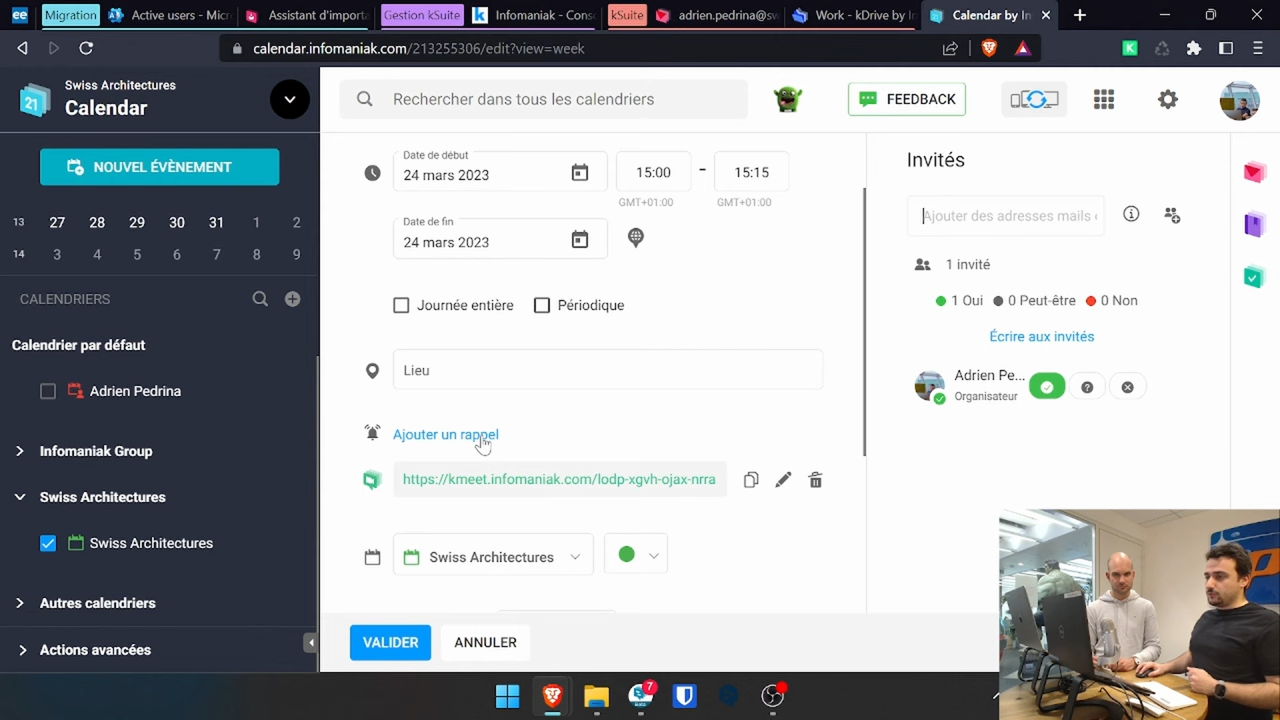 ee
Migration
Active users - Micr
Assistant d'importa
Gestion kSuite
Infomaniak - Cons
kSuite
adrien.pedrina@sw
Work - kDrive by In
Calendar by In
calendar.infomaniak.com/213255306/edit?view=week
Swiss Architectures
Calendar
21
Rechercher dans tous les calendriers
FEEDBACK
NOUVEL ÉVÈNEMENT
13 27 28 29 30 31 1 2
14 3 4 5 6 7 8 9
CALENDRIERS
Calendrier par défaut
Adrien Pedrina
Infomaniak Group
Swiss Architectures
Swiss Architectures
Autres calendriers
Actions avancées
Date de début
24 mars 2023
15:00 - 15:15
GMT+01:00 GMT+01:00
Date de fin
24 mars 2023
Journée entière Périodique
Lieu
Ajouter un rappel
https://kmeet.infomaniak.com/lodp-xgvh-ojax-nrra
Swiss Architectures
VALIDER ANNULER
Invités
Ajouter des adresses mails
1 invité
1 Oui 0 Peut-être 0 Non
Écrire aux invités
Adrien Pe...
Organisateur
7